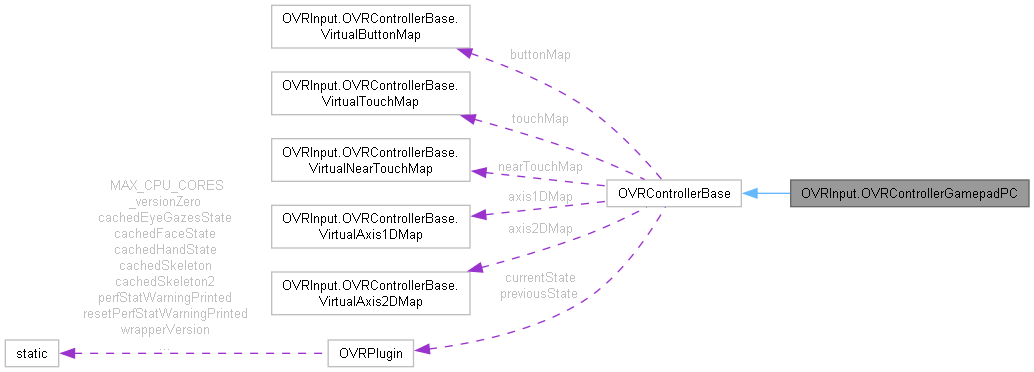 OVRInput.OVRControllerBase.
VirtualButtonMap
buttonMap
OVRInput.OVRControllerBase.
VirtualTouchMap
touchMap
OVRInput.OVRControllerBase.
VirtualNearTouchMap
nearTouchMap
OVRControllerBase
OVRInput.OVRControllerGamepadPC
MAX_CPU_CORES
_versionZero
cachedEyeGazesState
cachedFaceState
cachedHandState
cachedSkeleton
cachedSkeleton2
perfStatWarningPrinted
resetPerfStatWarningPrinted
wrapperVersion
...
OVRInput.OVRControllerBase.
VirtualAxis1DMap
axis1DMap
OVRInput.OVRControllerBase.
VirtualAxis2DMap
axis2DMap
currentState
previousState
static
OVRPlugin